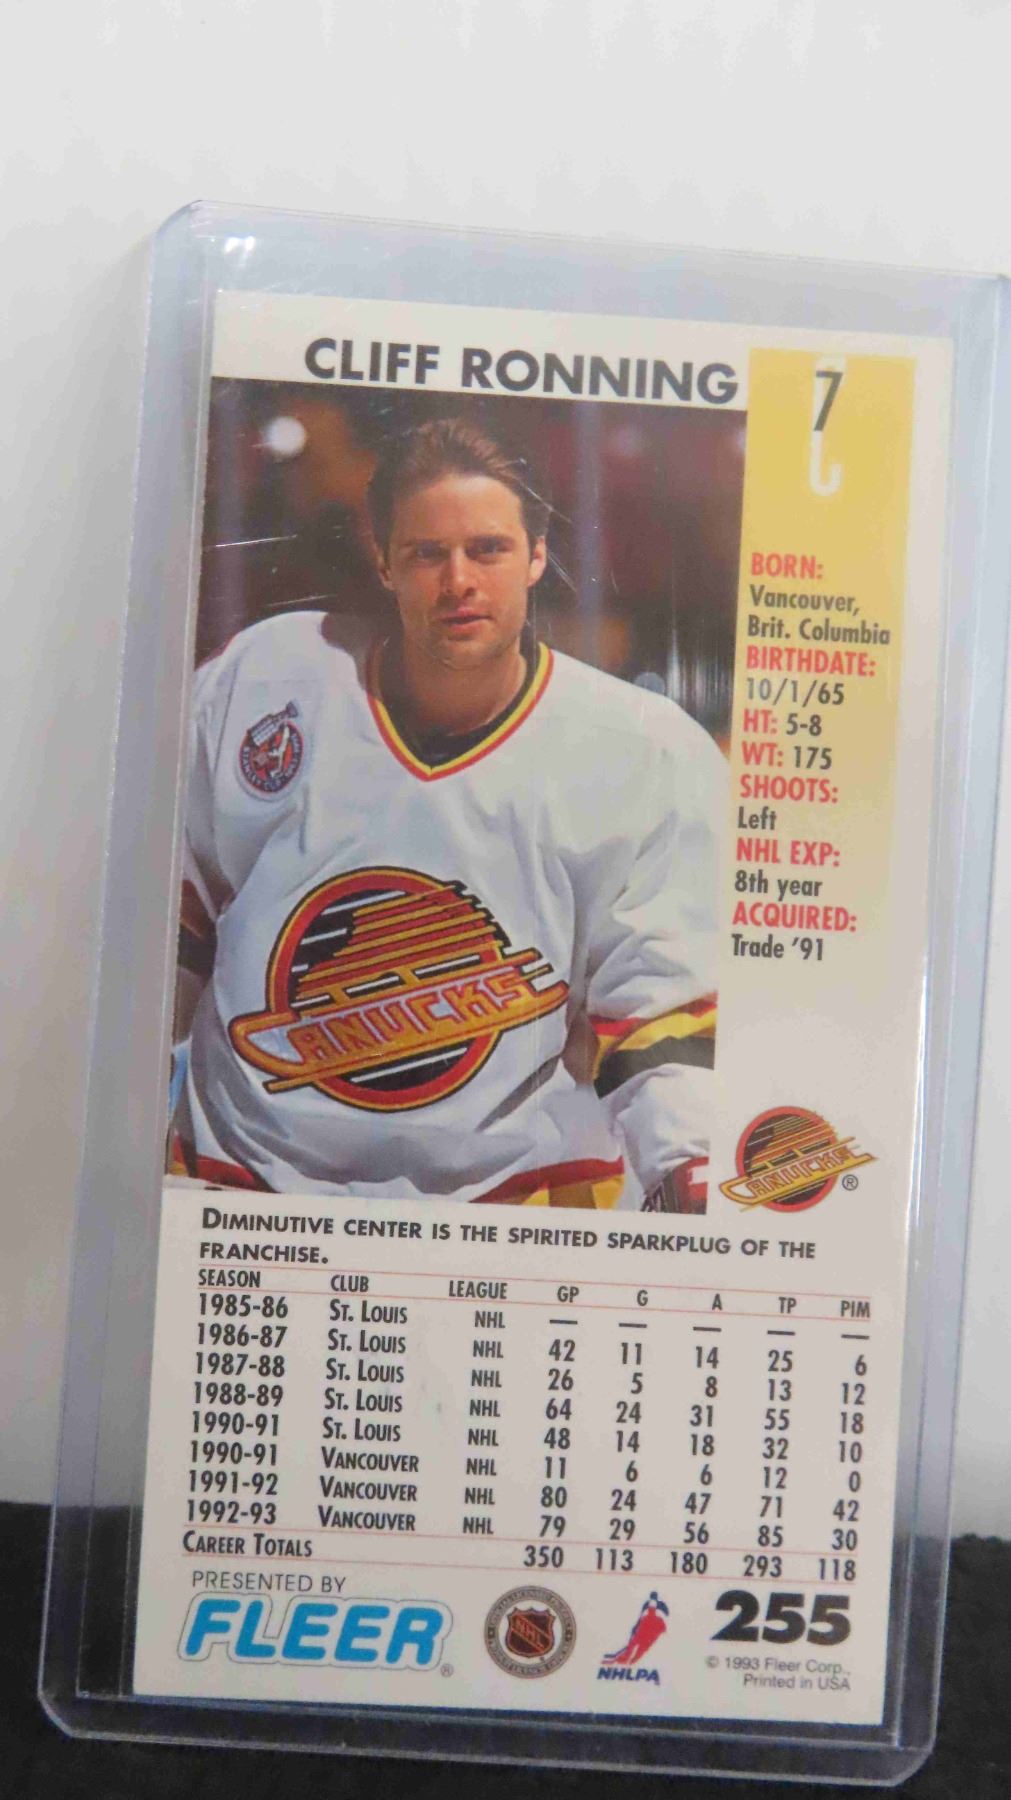 CLIFF RONNING
7
C
BORN:
Vancouver,
Brit. Columbia
BIRTHDATE:
10/1/65
HT: 5-8
WT: 175
SHOOTS:
Left
NHL EXP:
8th year
ACQUIRED:
Trade '91
CANUCKS
CANUCKS ®
DIMINUTIVE CENTER IS THE SPIRITED SPARKPLUG OF THE
FRANCHISE.
SEASON CLUB LEAGUE GP G A TP PIM
1985-86 ST. LOUIS NHL — — — — —
1986-87 ST. LOUIS NHL 42 11 14 25 6
1987-88 ST. LOUIS NHL 26 5 8 13 12
1988-89 ST. LOUIS NHL 64 24 31 55 18
1990-91 ST. LOUIS NHL 48 14 18 32 10
1990-91 VANCOUVER NHL 11 6 6 12 0
1991-92 VANCOUVER NHL 80 24 47 71 42
1992-93 VANCOUVER NHL 79 29 56 85 30
CAREER TOTALS 350 113 180 293 118
PRESENTED BY
FLEER®
NHL
NHLPA
255
© 1993 Fleer Corp.,
Printed in USA